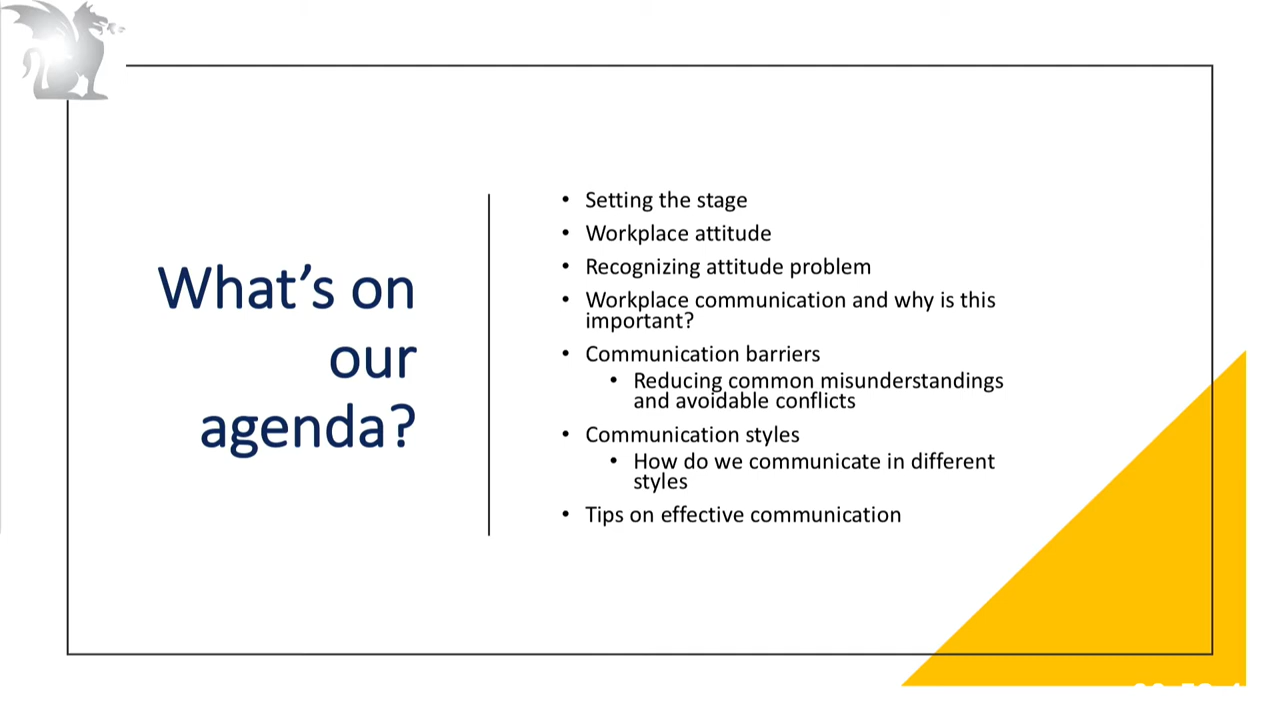 What's on
our
agenda?
• Setting the stage
• Workplace attitude
• Recognizing attitude problem
• Workplace communication and why is this
important?
• Communication barriers
• Reducing common misunderstandings
and avoidable conflicts
• Communication styles
• How do we communicate in different
styles
• Tips on effective communication